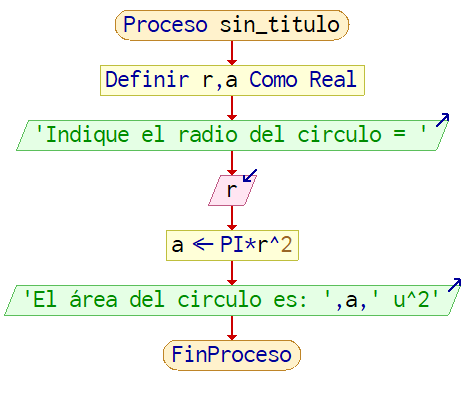 Proceso sin_titulo
Definir r,a Como Real
'Indique el radio del circulo = '
r
a ← PI*r^2
'El área del circulo es: ',a,' u^2'
FinProceso